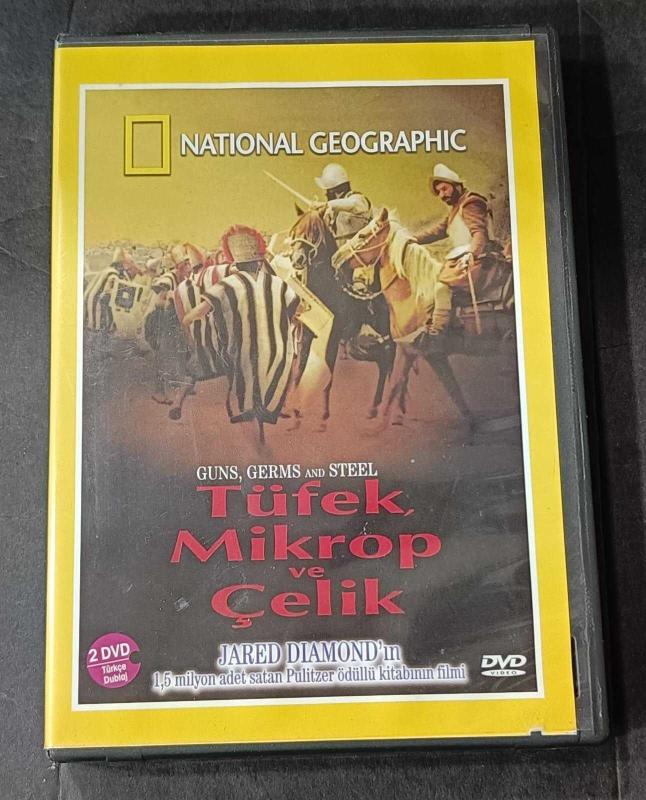 NATIONAL GEOGRAPHIC
GUNS, GERMS AND STEEL
Tüfek,
Mikrop
ve
Çelik
JARED DIAMOND'ın
1,5 milyon adet satan Pulitzer ödüllü kitabının filmi
2 DVD
Türkçe
Dublaj
DVD
VIDEO